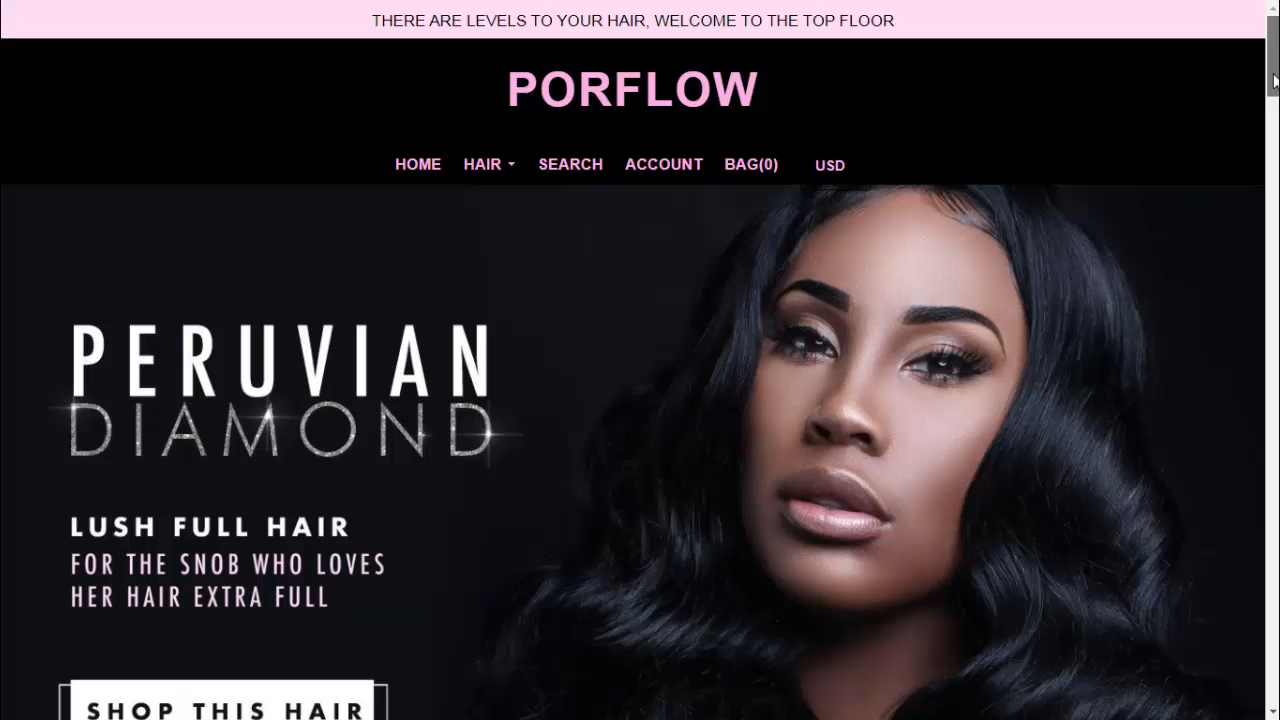 THERE ARE LEVELS TO YOUR HAIR, WELCOME TO THE TOP FLOOR
PORFLOW
HOME HAIR SEARCH ACCOUNT BAG(0) USD
PERUVIAN
DIAMOND
LUSH FULL HAIR
FOR THE SNOB WHO LOVES
HER HAIR EXTRA FULL
SHOP THIS HAIR